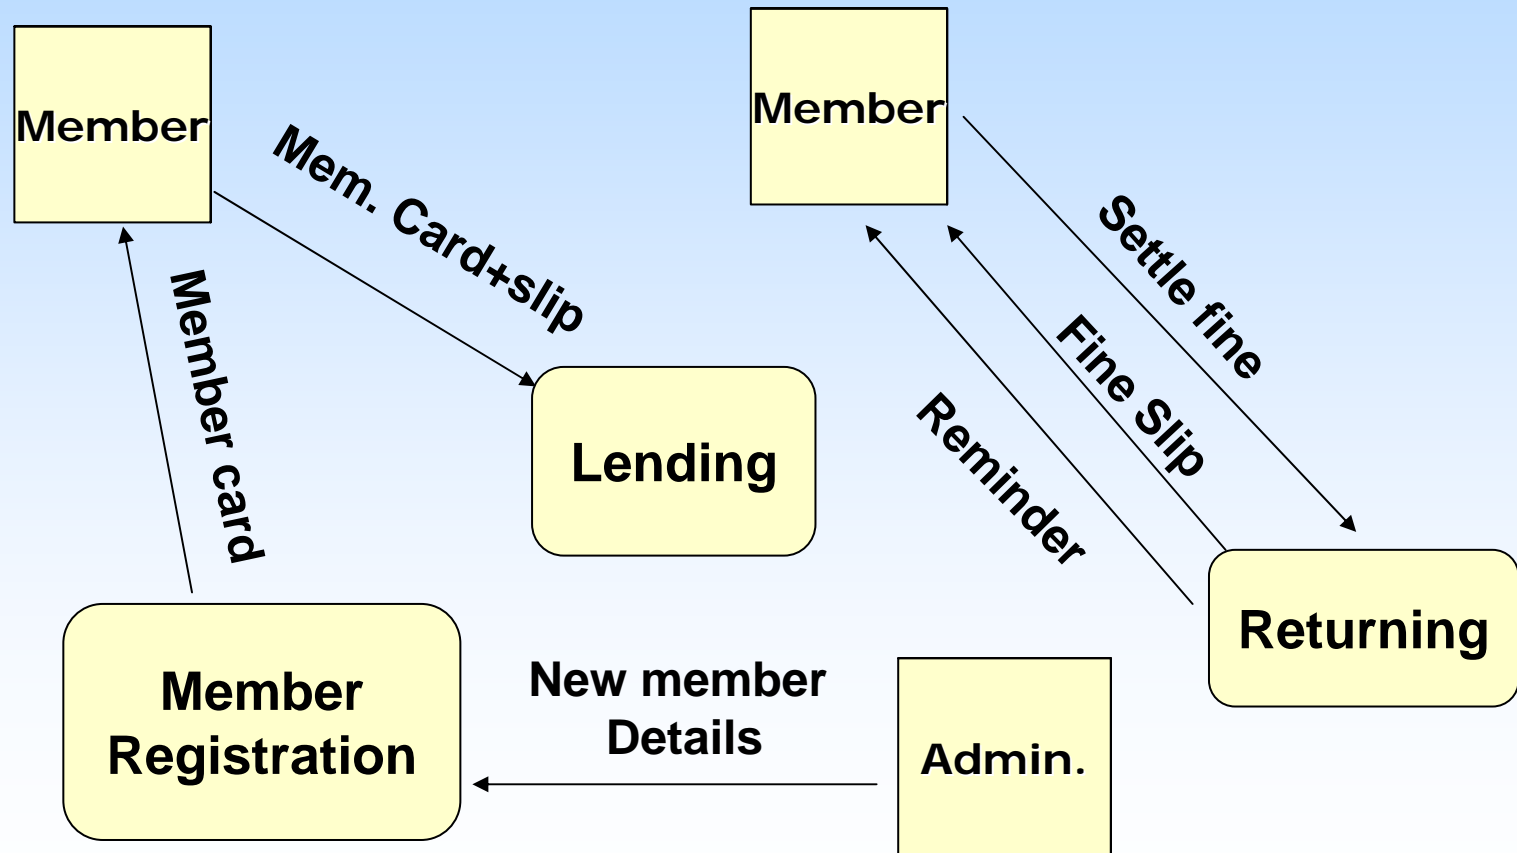 Member
Member
Mem. Card+slip
Settle fine
Member card
Fine Slip
Reminder
Lending
Returning
Member
Registration
New member
Details
Admin.